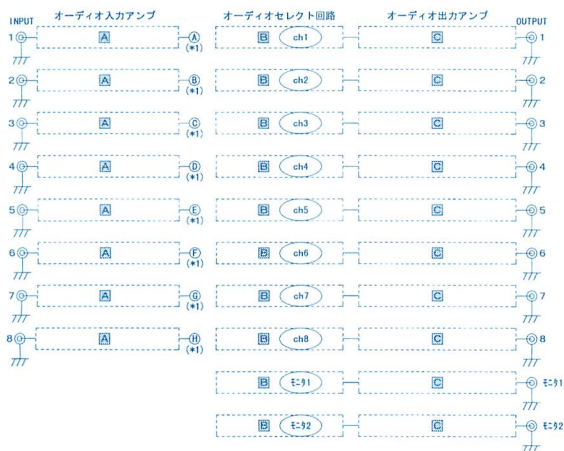 オーディオ入力アンプ オーディオセレクト回路 オーディオ出力アンプ
INPUT OUTPUT
1 A A B ch1 C 1
(*1)
2 A B B ch2 C 2
(*1)
3 A C B ch3 C 3
(*1)
4 A D B ch4 C 4
(*1)
5 A E B ch5 C 5
(*1)
6 A F B ch6 C 6
(*1)
7 A G B ch7 C 7
(*1)
8 A H B ch8 C 8
(*1)
B ﾓﾆﾀ1 C ﾓﾆﾀ1
B ﾓﾆﾀ2 C ﾓﾆﾀ2